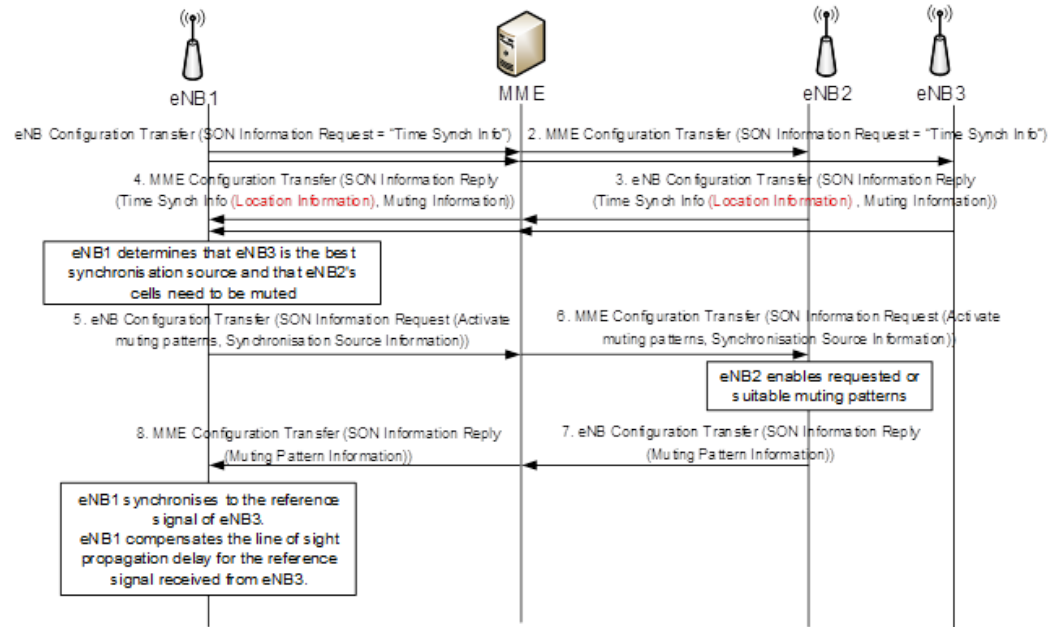 eNB1
MME
eNB2
eNB3
eNB Configuration Transfer (SON Information Request = "Time Synch Info")
2. MME Configuration Transfer (SON Information Request = "Time Synch Info")
4. MME Configuration Transfer (SON Information Reply
(Time Synch Info (Location Information), Muting Information))
3. eNB Configuration Transfer (SON Information Reply
(Time Synch Info (Location Information) , Muting Information))
eNB1 determines that eNB3 is the best
synchronisation source and that eNB2's
cells need to be muted
5. eNB Configuration Transfer (SON Information Request (Activate
muting patterns, Synchronisation Source Information))
6. MME Configuration Transfer (SON Information Request (Activate
muting patterns, Synchronisation Source Information))
eNB2 enables requested or
suitable muting patterns
8. MME Configuration Transfer (SON Information Reply
(Muting Pattern Information))
7. eNB Configuration Transfer (SON Information Reply
(Muting Pattern Information))
eNB1 synchronises to the reference
signal of eNB3.
eNB1 compensates the line of sight
propagation delay for the reference
signal received from eNB3.